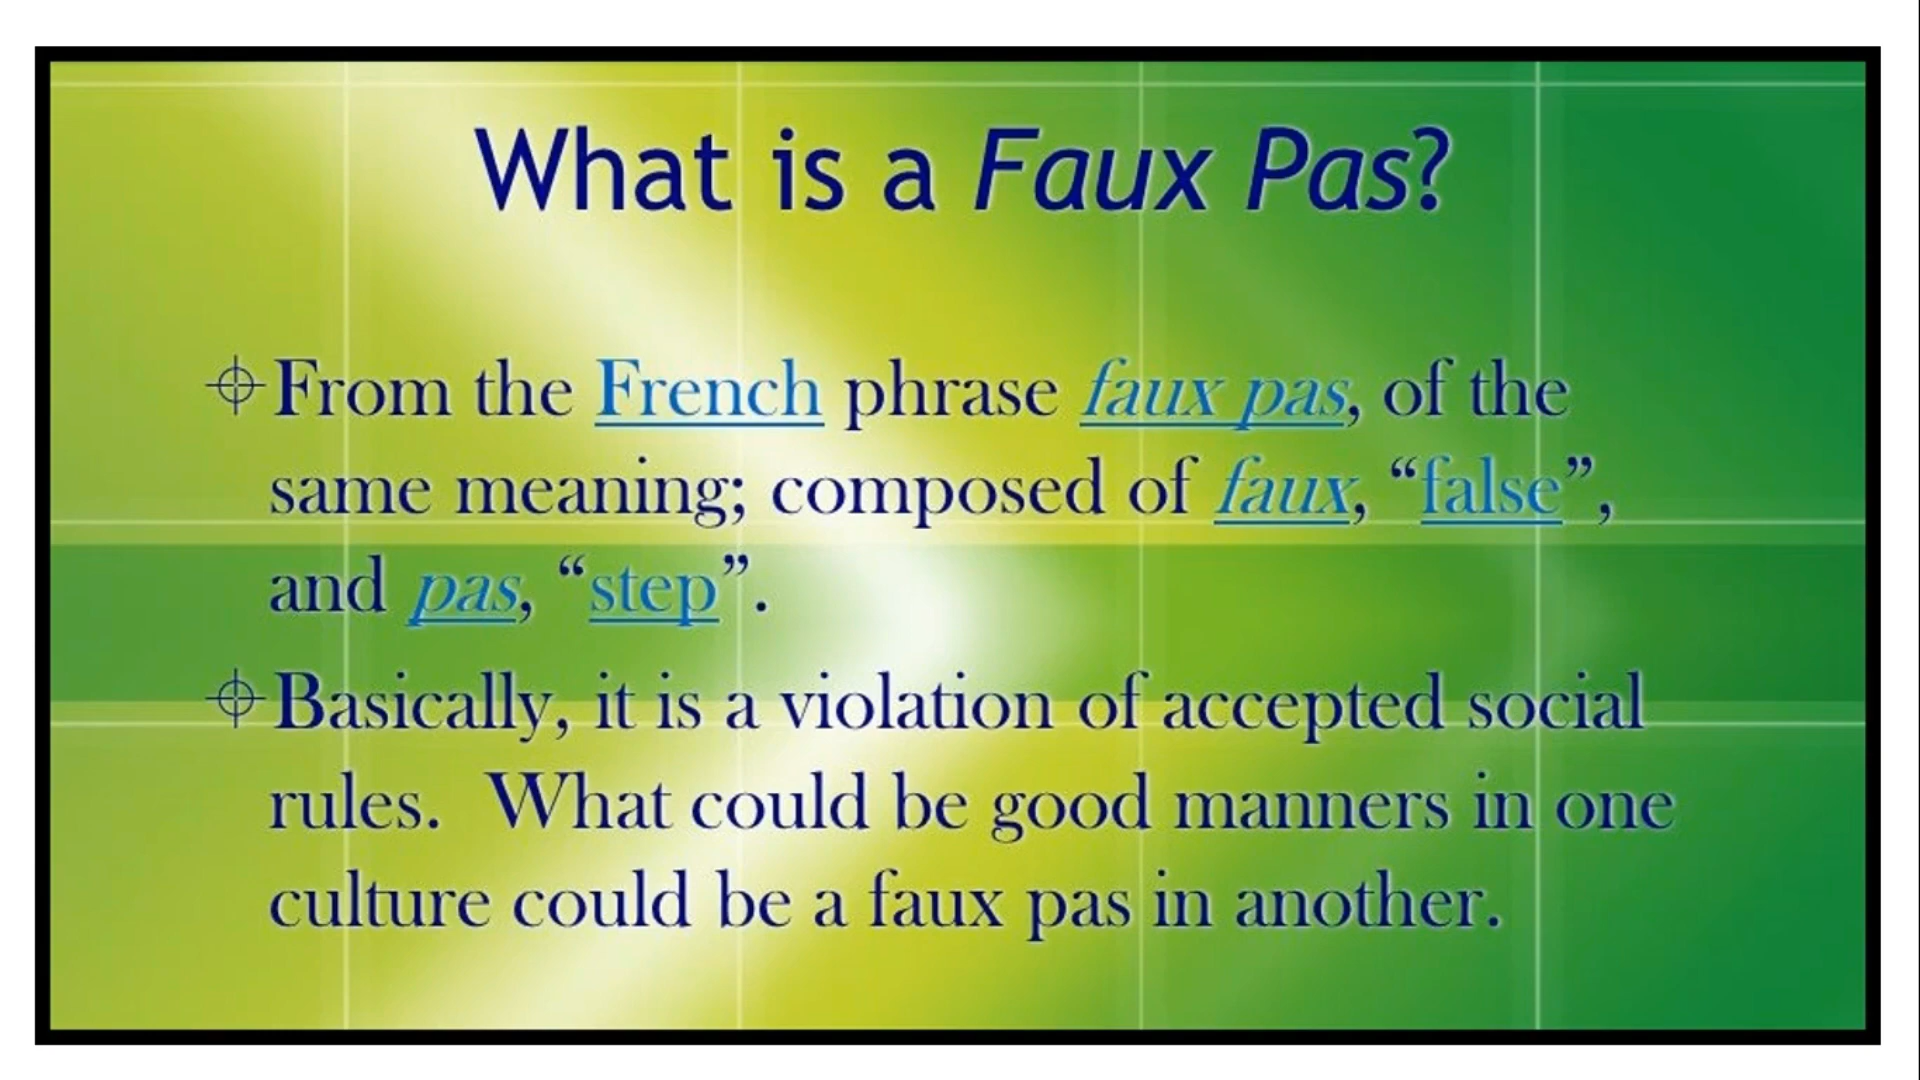 What is a Faux Pas?
From the French phrase faux pas, of the
same meaning; composed of faux, “false”,
and pas, “step”.
Basically, it is a violation of accepted social
rules.  What could be good manners in one
culture could be a faux pas in another.